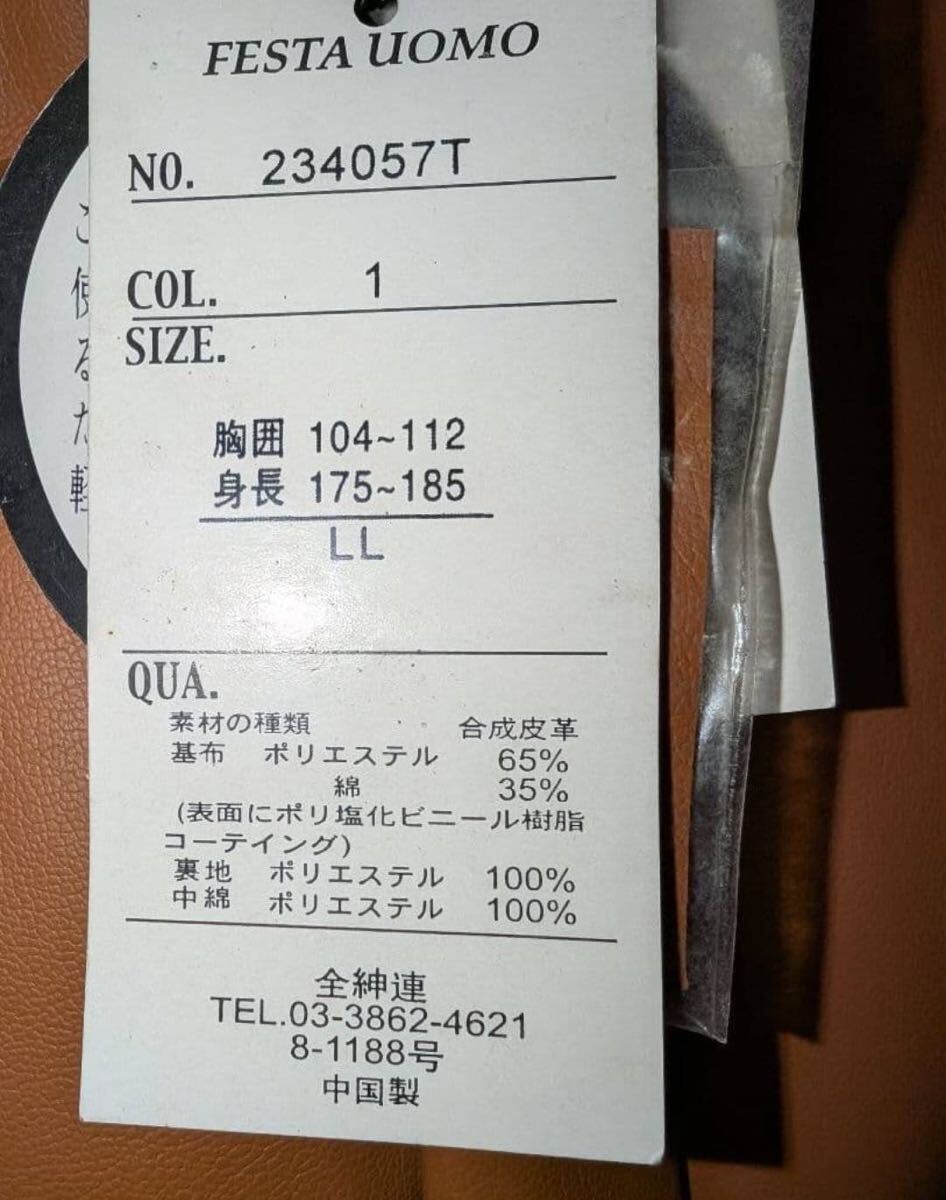 FESTA UOMO
NO. 234057T
COL. 1
SIZE.
胸囲 104~112
身長 175~185
LL
QUA.
素材の種類 合成皮革
基布 ポリエステル 65%
綿 35%
(表面にポリ塩化ビニール樹脂
コーテイング)
裏地 ポリエステル 100%
中綿 ポリエステル 100%
全紳連
TEL.03-3862-4621
8-1188号
中国製